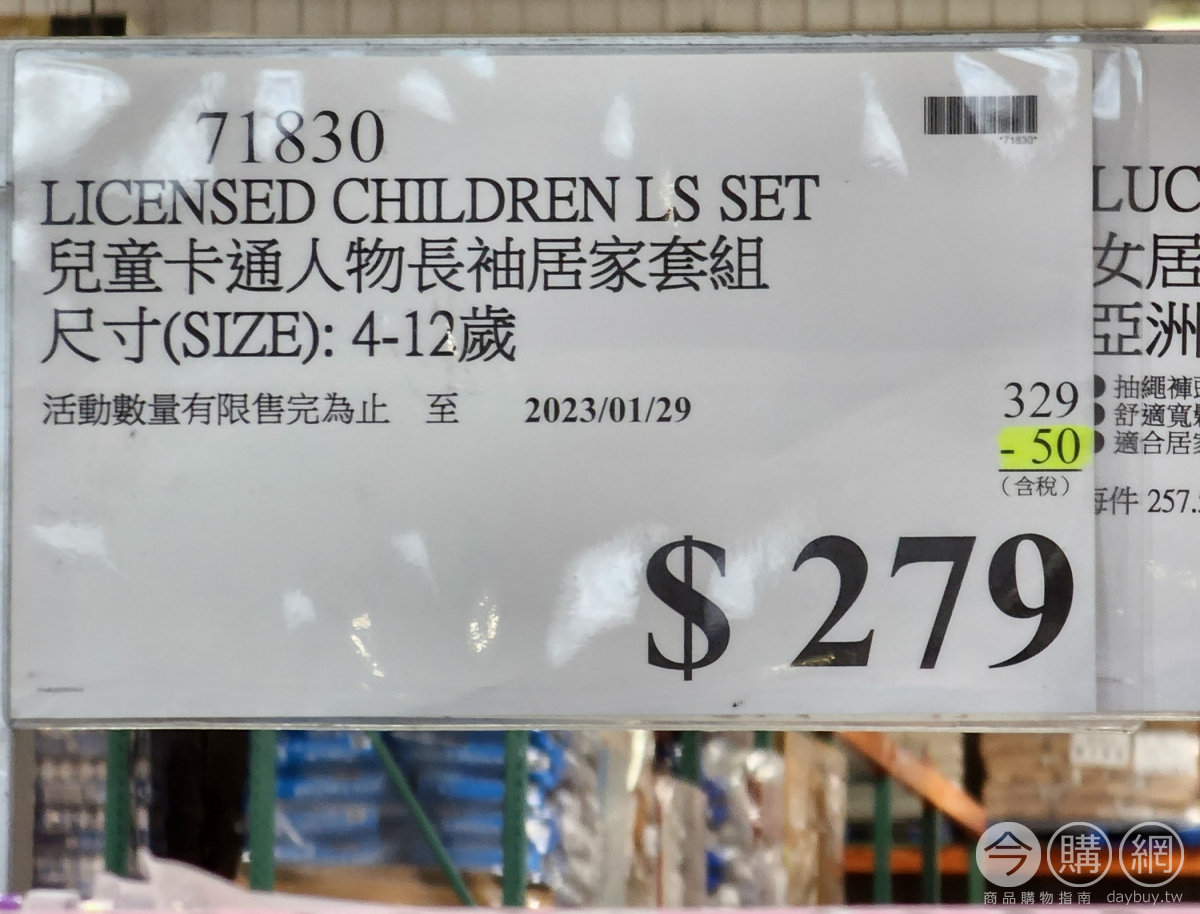 71830
*71830*
LICENSED CHILDREN LS SET
兒童卡通人物長袖居家套組
尺寸(SIZE): 4-12歲
活動數量有限售完為止 至 2023/01/29
329
- 50
(含稅)
$ 279
LUC
女居
亞洲
● 抽繩褲
● 舒適寬
● 適合居家
每件 257.
今購網
商品購物指南 daybuy.tw